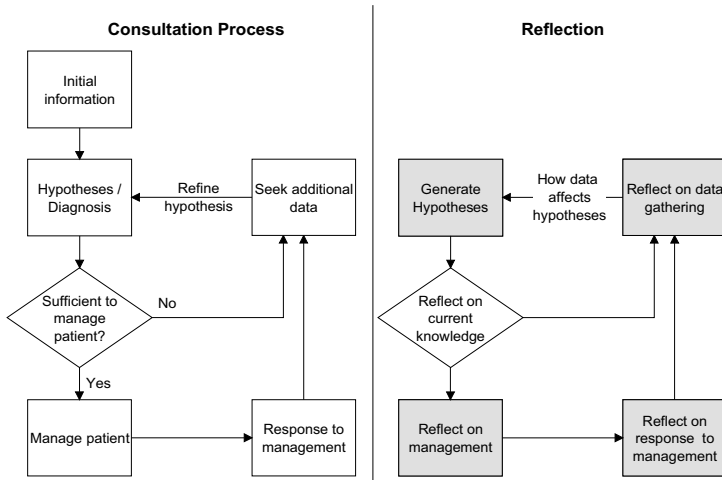 Consultation Process
Initial
information
Hypotheses /
Diagnosis
Refine
hypothesis
Seek additional
data
Sufficient to
manage
patient?
No
Yes
Manage patient
Response to
management
Reflection
Generate
Hypotheses
How data
affects
hypotheses
Reflect on data
gathering
Reflect on
current
knowledge
Reflect on
management
Reflect on
response to
management